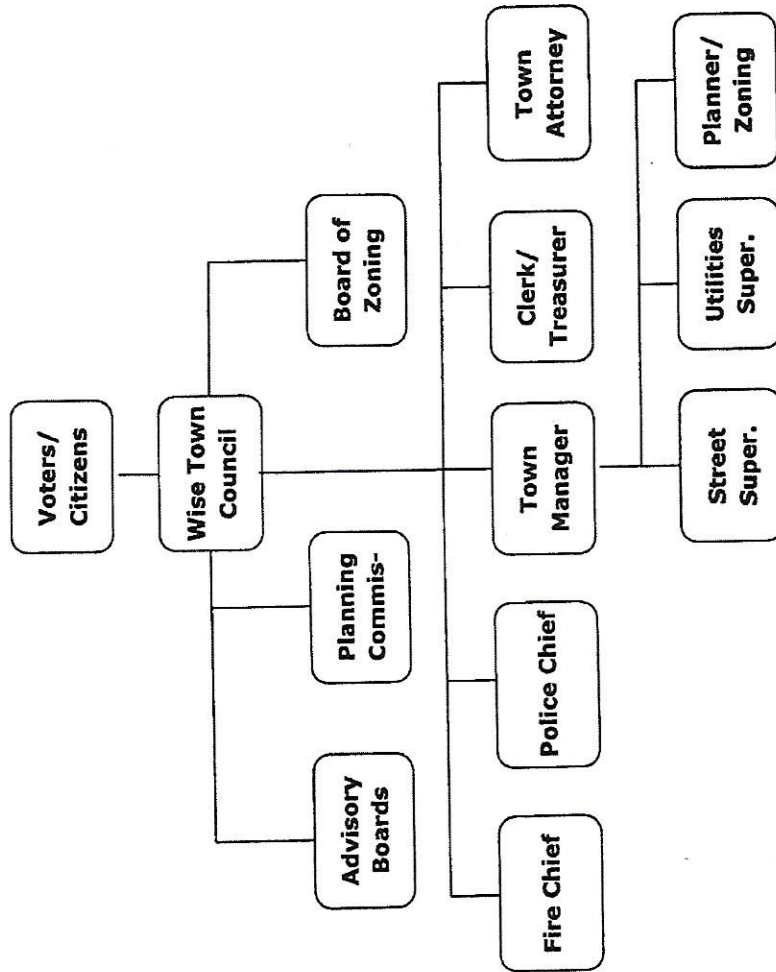 Voters/
Citizens
Wise Town
Council
Advisory
Boards
Planning
Commis-
Board of
Zoning
Fire Chief
Police Chief
Town
Manager
Clerk/
Treasurer
Town
Attorney
Street
Super.
Utilities
Super.
Planner/
Zoning